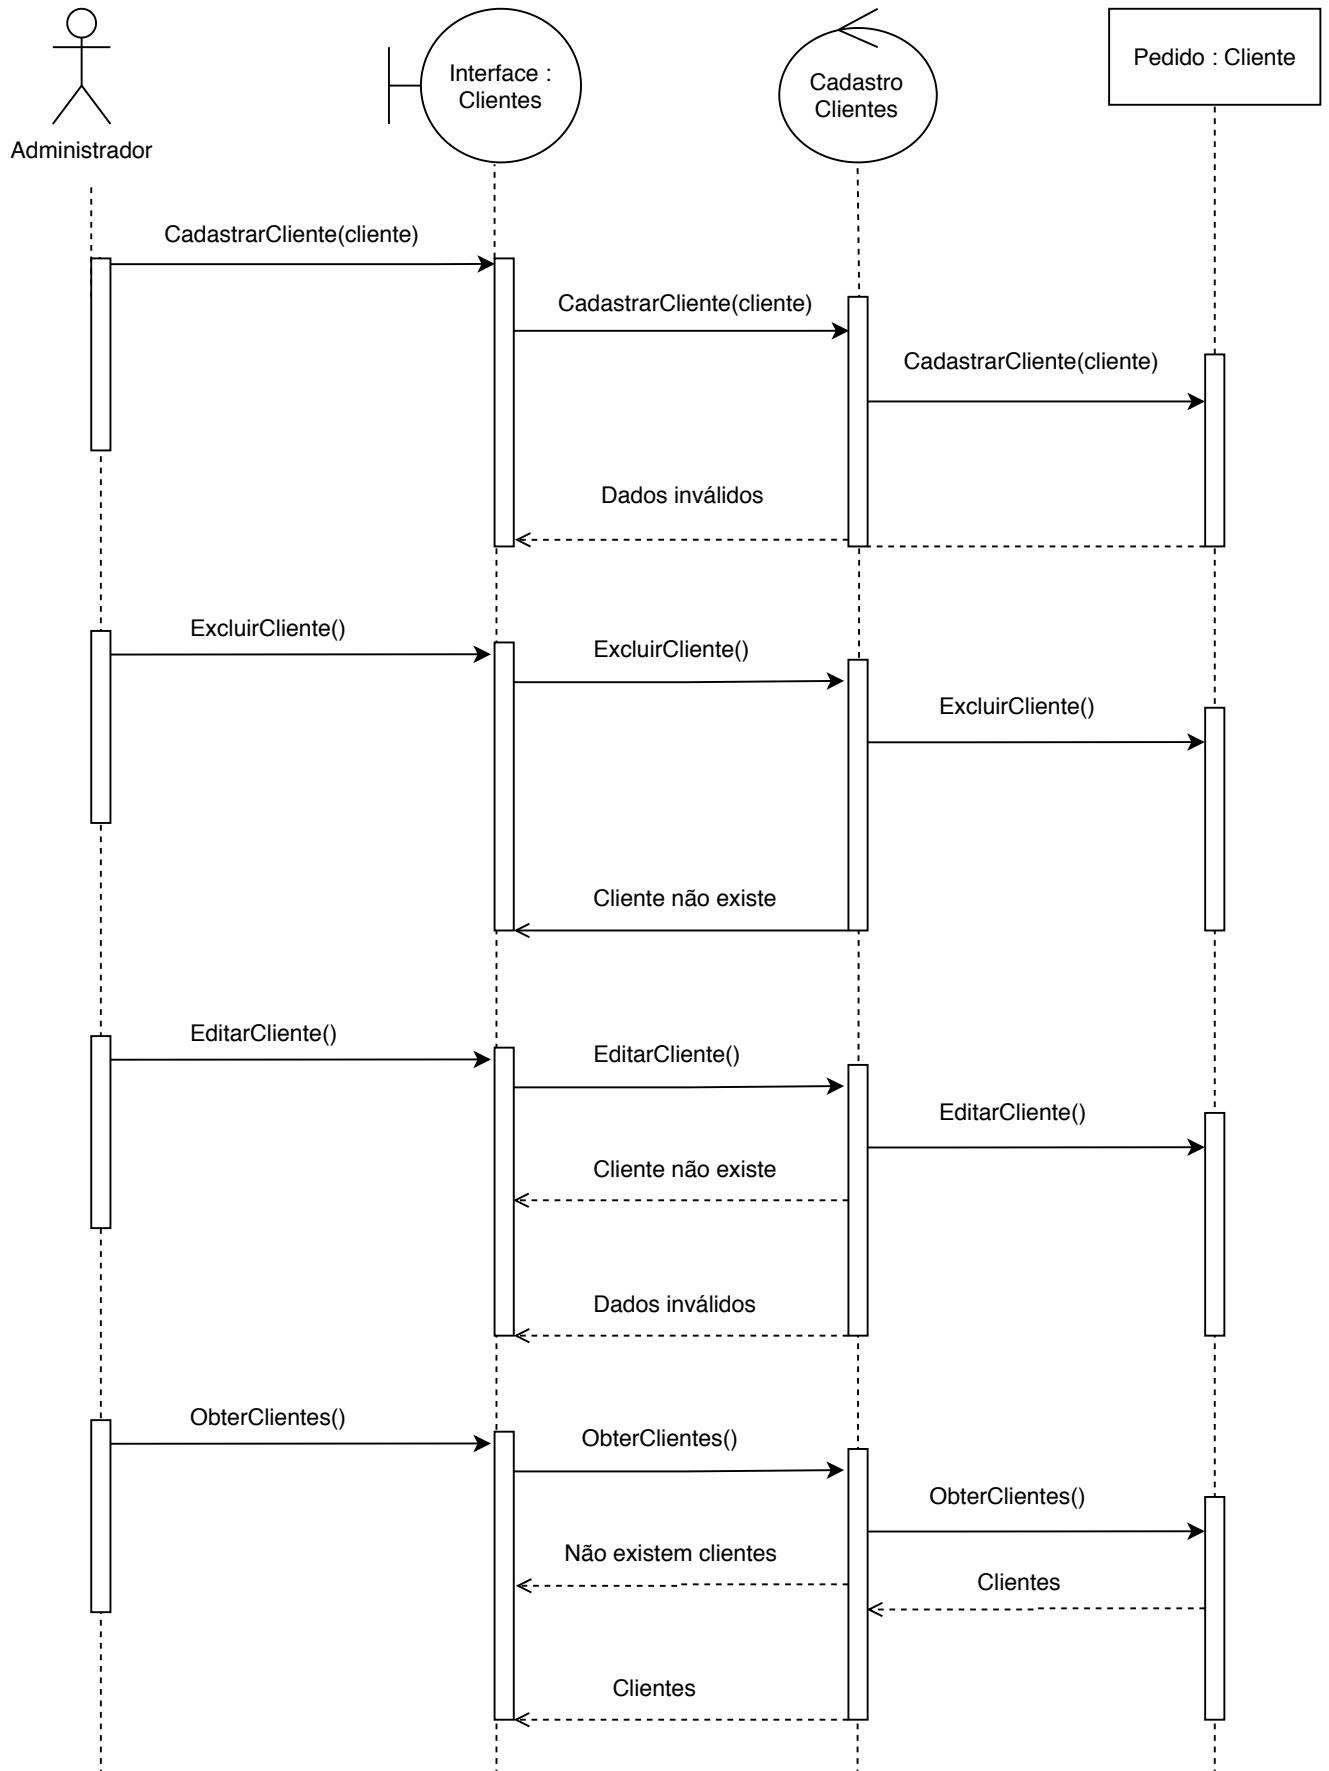 Interface :
Clientes
Cadastro
Clientes
Pedido : Cliente
Administrador
CadastrarCliente(cliente)
CadastrarCliente(cliente)
CadastrarCliente(cliente)
Dados inválidos
ExcluirCliente()
ExcluirCliente()
ExcluirCliente()
Cliente não existe
EditarCliente()
EditarCliente()
EditarCliente()
Cliente não existe
Dados inválidos
ObterClientes()
ObterClientes()
ObterClientes()
Não existem clientes
Clientes
Clientes